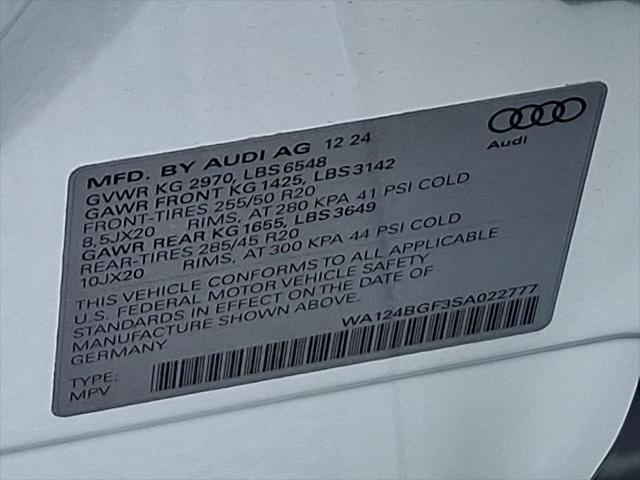 Audi
MFD. BY AUDI AG 12 24
GVWR KG 2970, LBS 6548
GAWR FRONT KG 1425, LBS 3142
FRONT-TIRES 255/50 R20
8,5JX20 RIMS, AT 280 KPA 41 PSI COLD
GAWR REAR KG 1655, LBS 3649
REAR-TIRES 285/45 R20
10JX20 RIMS, AT 300 KPA 44 PSI COLD
THIS VEHICLE CONFORMS TO ALL APPLICABLE
U.S. FEDERAL MOTOR VEHICLE SAFETY
STANDARDS IN EFFECT ON THE DATE OF
MANUFACTURE SHOWN ABOVE.
GERMANY
WA124BGF3SA022777
TYPE:
MPV